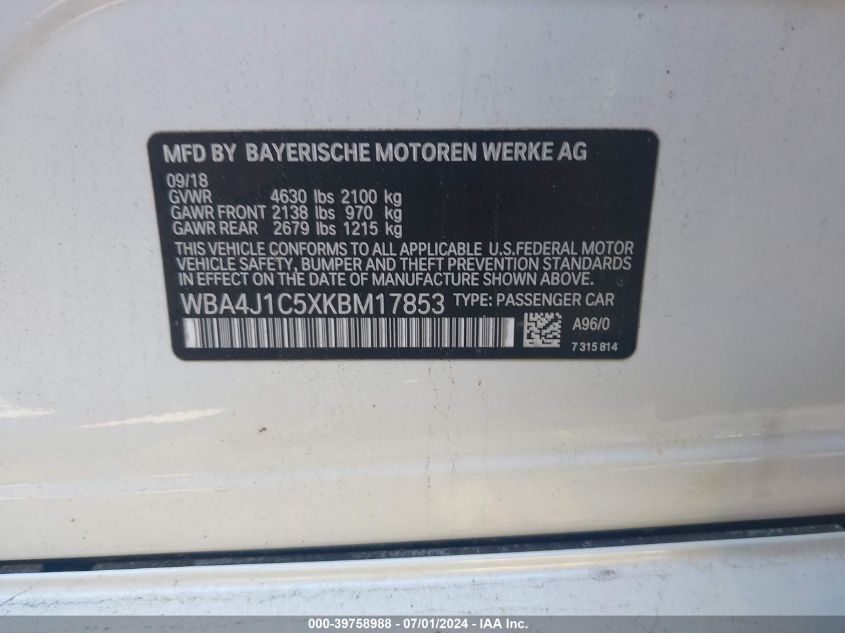 MFD BY BAYERISCHE MOTOREN WERKE AG
09/18
GVWR 4630 lbs 2100 kg
GAWR FRONT 2138 lbs 970 kg
GAWR REAR 2679 lbs 1215 kg
THIS VEHICLE CONFORMS TO ALL APPLICABLE U.S.FEDERAL MOTOR
VEHICLE SAFETY, BUMPER AND THEFT PREVENTION STANDARDS
IN EFFECT ON THE DATE OF MANUFACTURE SHOWN ABOVE.
WBA4J1C5XKBM17853 TYPE: PASSENGER CAR
A96/0
7 315 814
000-39758988 - 07/01/2024 - IAA Inc.